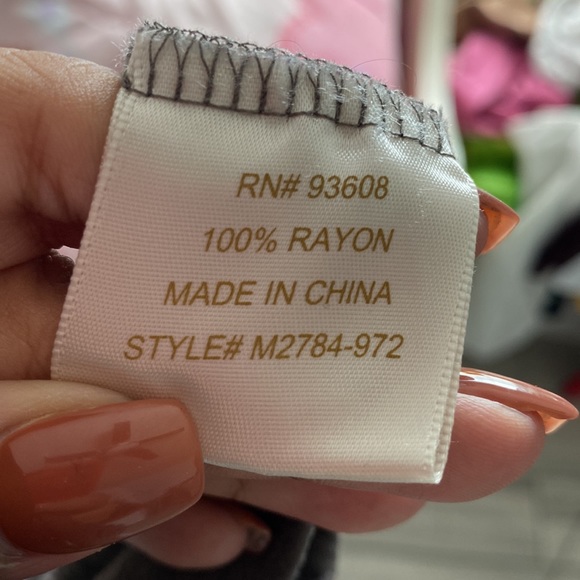 RN# 93608
100% RAYON
MADE IN CHINA
STYLE# M2784-972